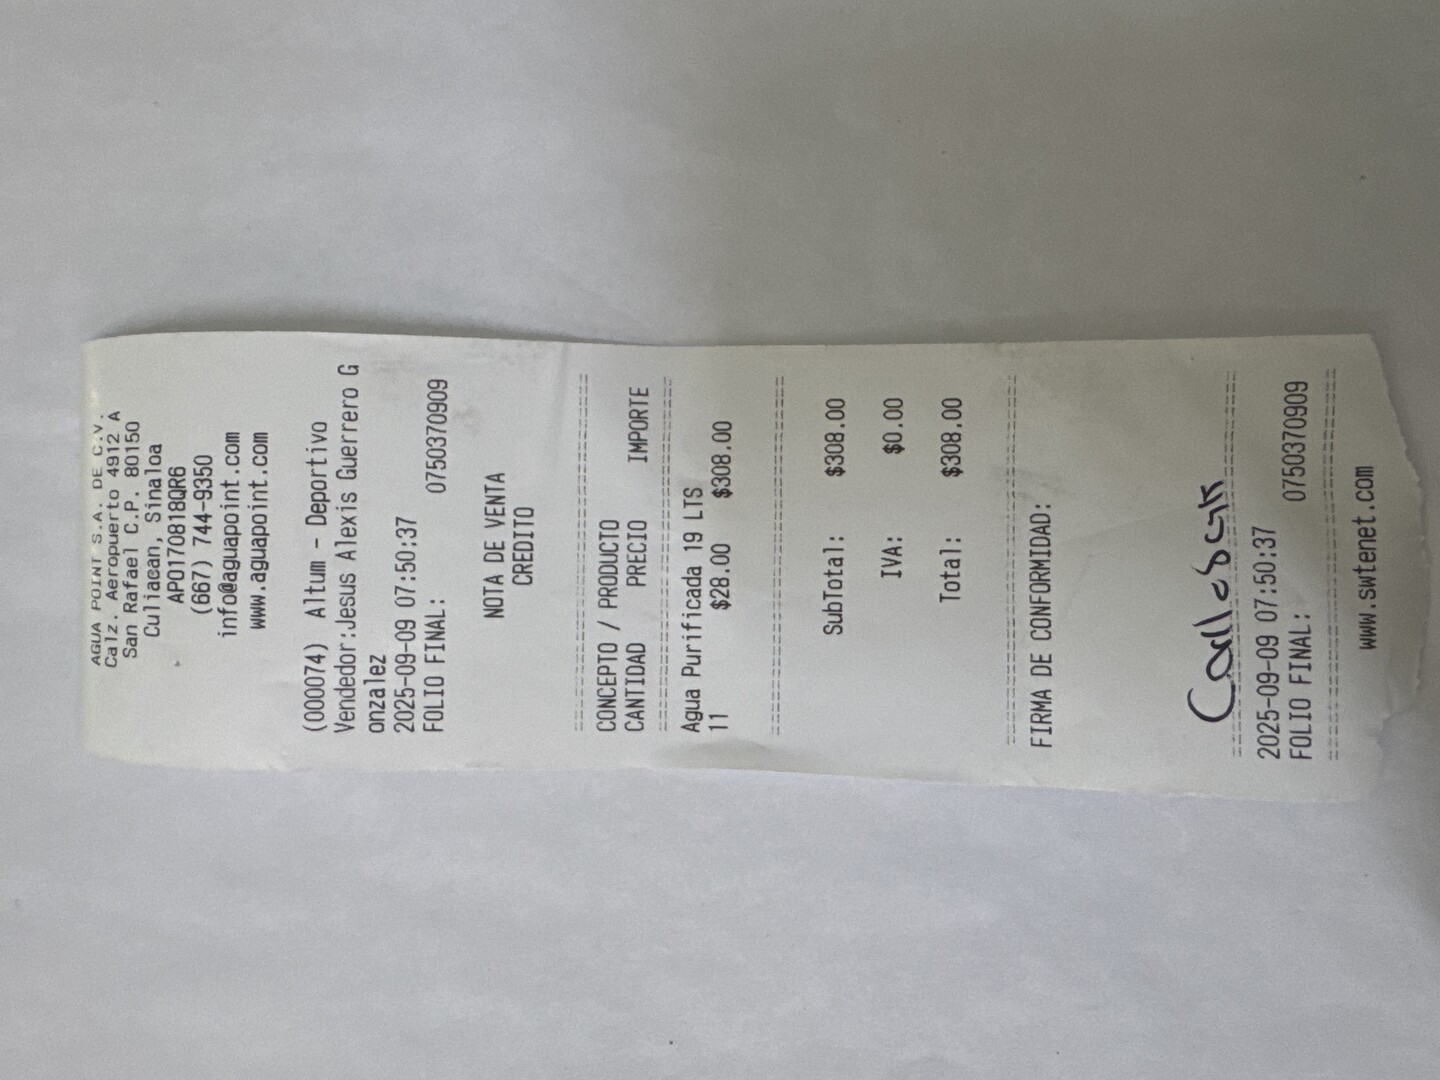 AGUA POINT S.A. DE C.V.
Calz. Aeropuerto 4912 A
San Rafael C.P. 80150
Culiacan, Sinaloa
APO170818QR6
(667) 744-9350
info@aguapoint.com
www.aguapoint.com
(000074) Altum - Deportivo
Vendedor:Jesus Alexis Guerrero G
onzalez
2025-09-09 07:50:37
FOLIO FINAL: 0750370909
NOTA DE VENTA
CREDITO
CONCEPTO / PRODUCTO
CANTIDAD PRECIO IMPORTE
Agua Purificada 19 LTS
11 $28.00 $308.00
SubTotal: $308.00
IVA: $0.00
Total: $308.00
FIRMA DE CONFORMIDAD:
2025-09-09 07:50:37
FOLIO FINAL: 0750370909
www.swtenet.com